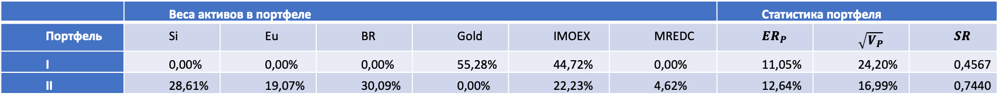 Веса активов в портфеле Статистика портфеля
Портфель Si Eu BR Gold IMOEX MREDC ER_P √V_P SR
I 0,00% 0,00% 0,00% 55,28% 44,72% 0,00% 11,05% 24,20% 0,4567
II 28,61% 19,07% 30,09% 0,00% 22,23% 4,62% 12,64% 16,99% 0,7440